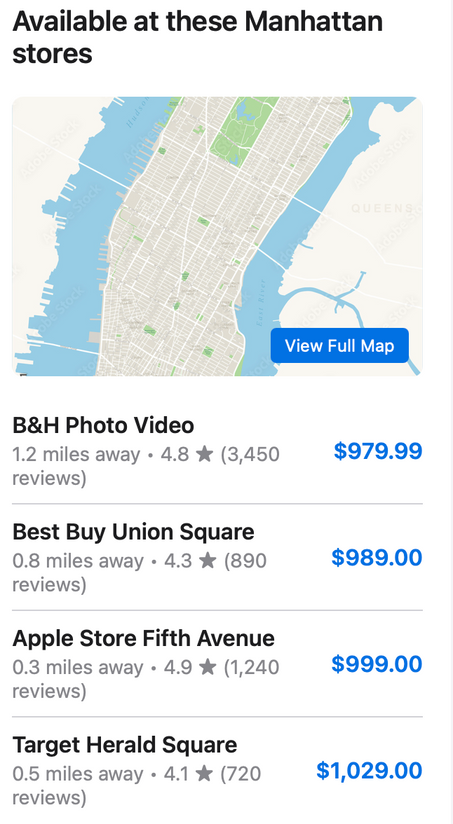 Available at these Manhattan
stores
Hudson
QUEENS
East River
View Full Map
B&H Photo Video
1.2 miles away • 4.8 ★ (3,450
reviews)
$979.99
Best Buy Union Square
0.8 miles away • 4.3 ★ (890
reviews)
$989.00
Apple Store Fifth Avenue
0.3 miles away • 4.9 ★ (1,240
reviews)
$999.00
Target Herald Square
0.5 miles away • 4.1 ★ (720
reviews)
$1,029.00